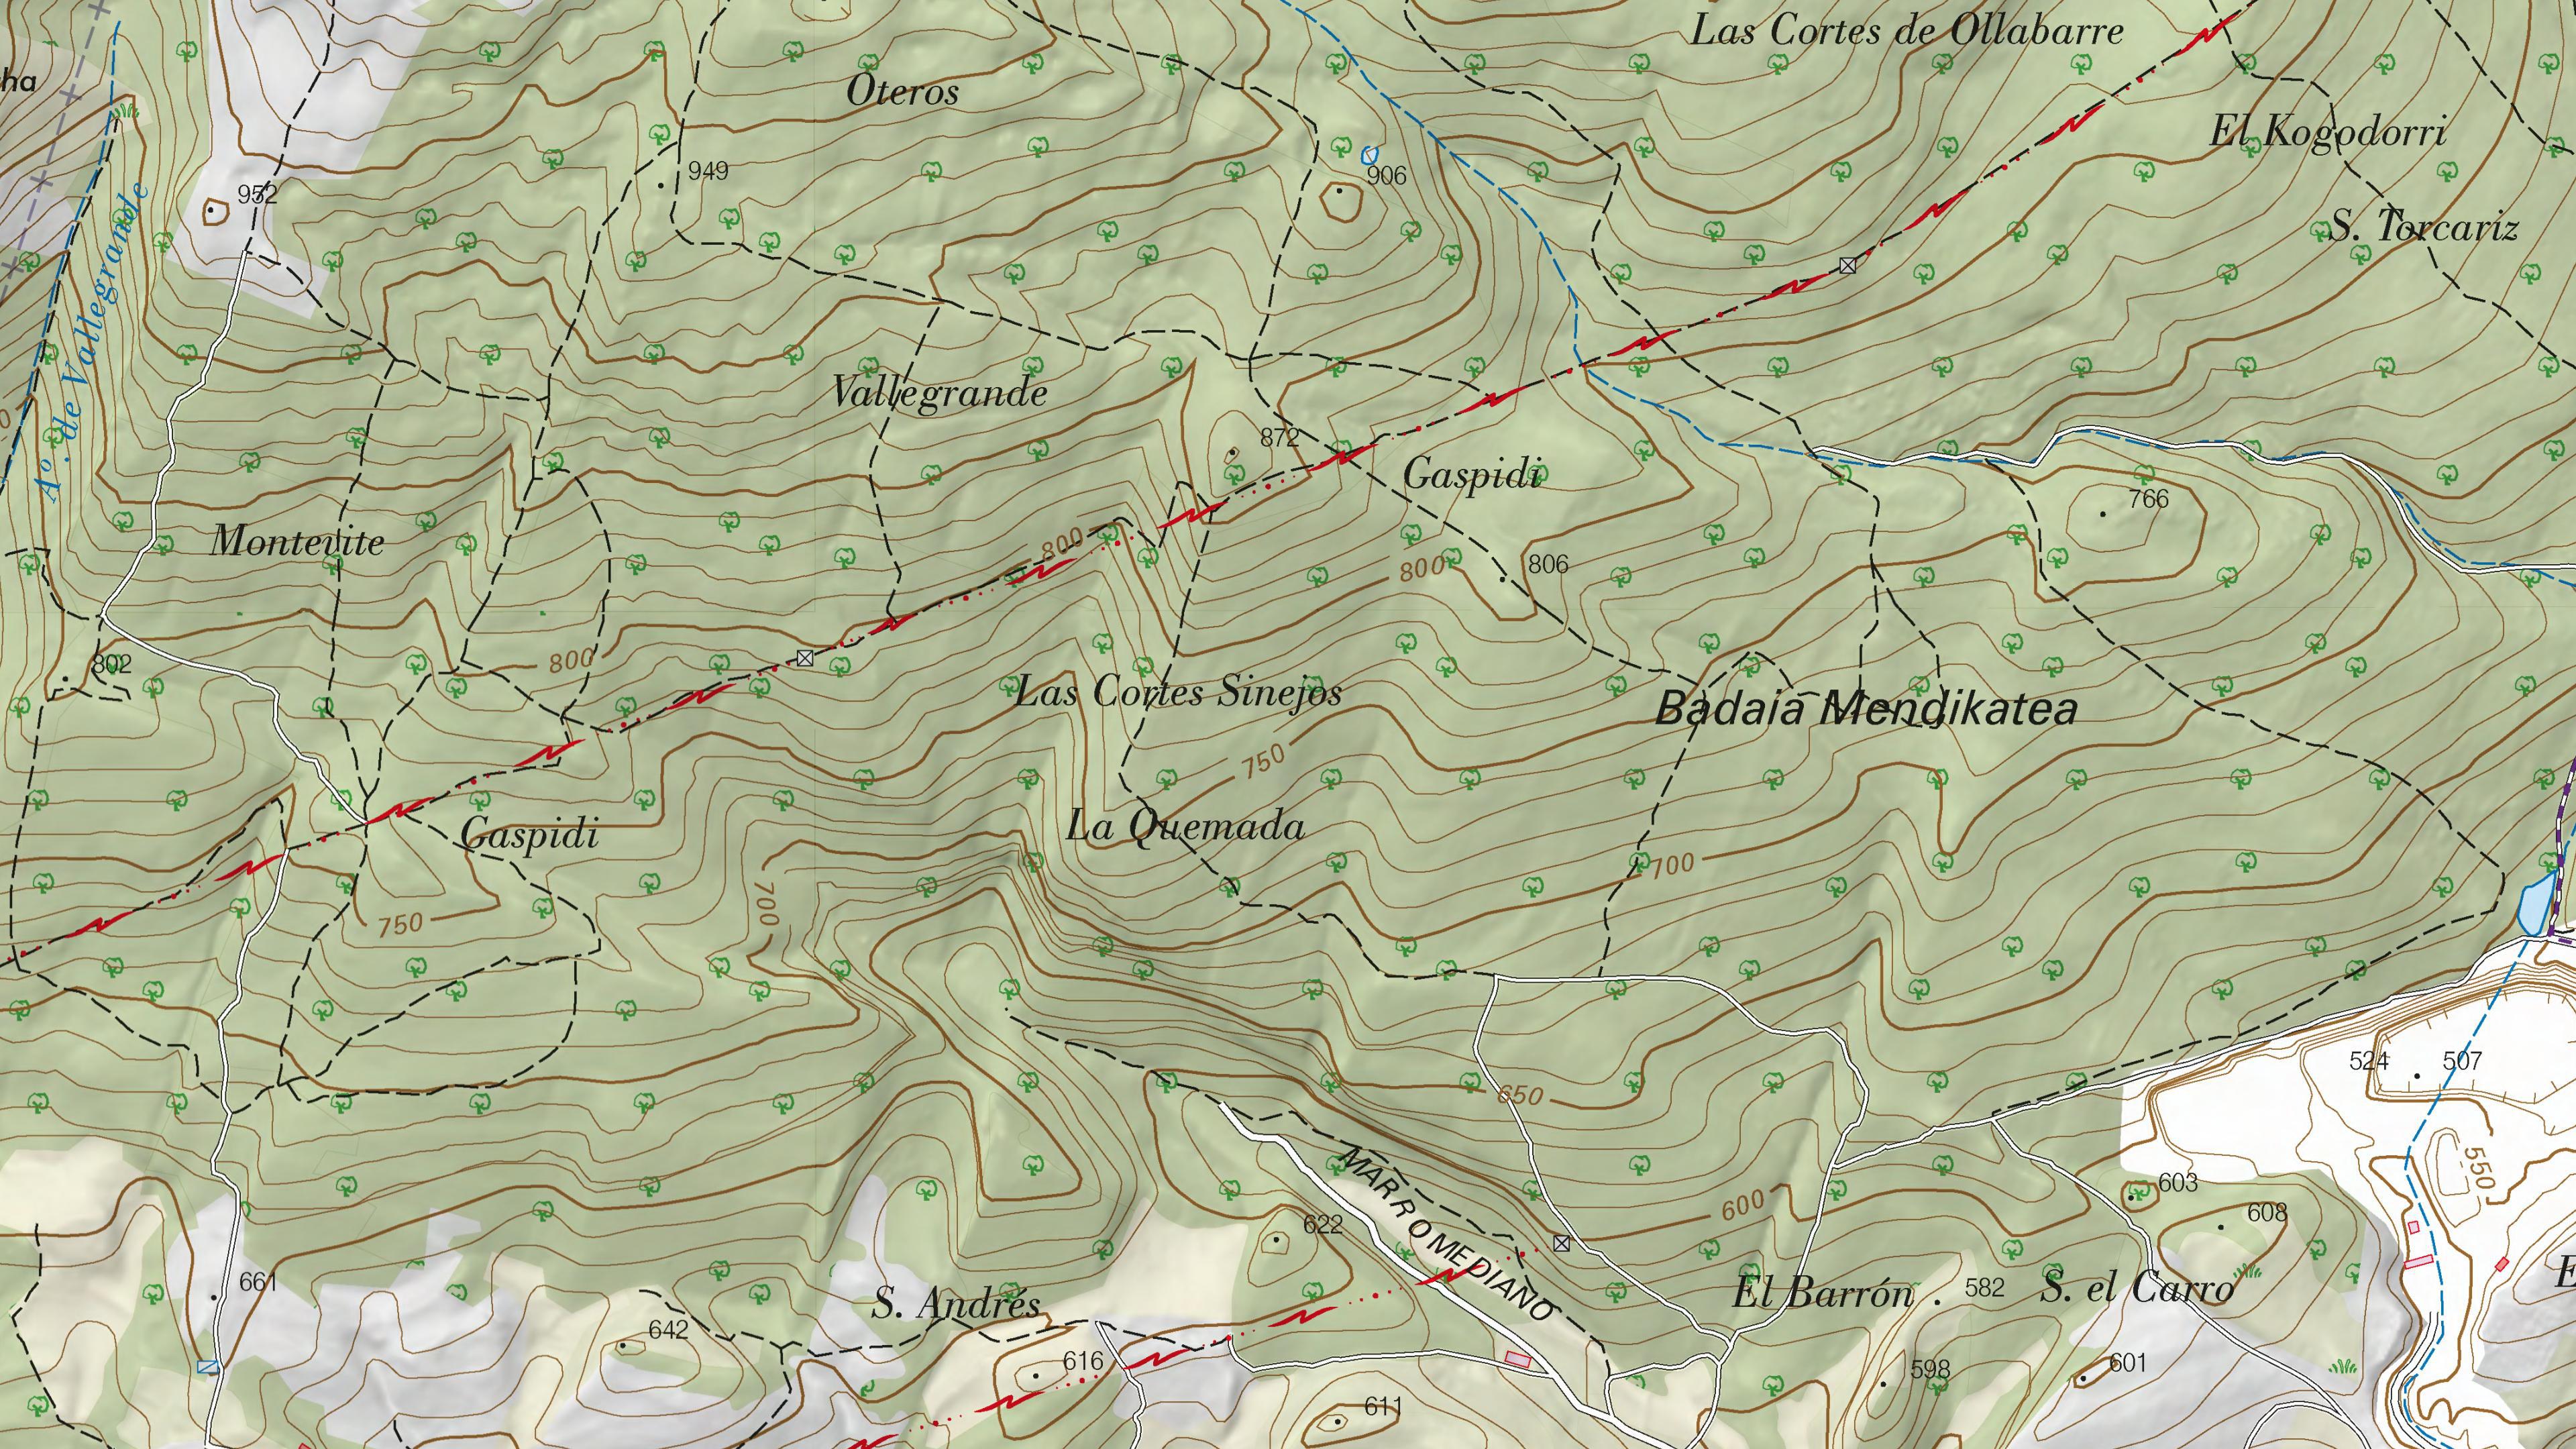 Las Cortes de Ollabarre
ha
Oteros
El Kogodorri
949
906
952
S. Torcariz
Aº. de Vallegrande
Vallegrande
872
Gaspidi
766
Montevite
800
800
806
802
800
Las Cortes Sinejos
Badaia Mendikatea
750
La Quemada
Gaspidi
700
700
750
524
507
650
MARROMEDIANO
550
603
600
608
622
661
S. Andrés
El Barrón
582
S. el Carro
642
616
598
601
611